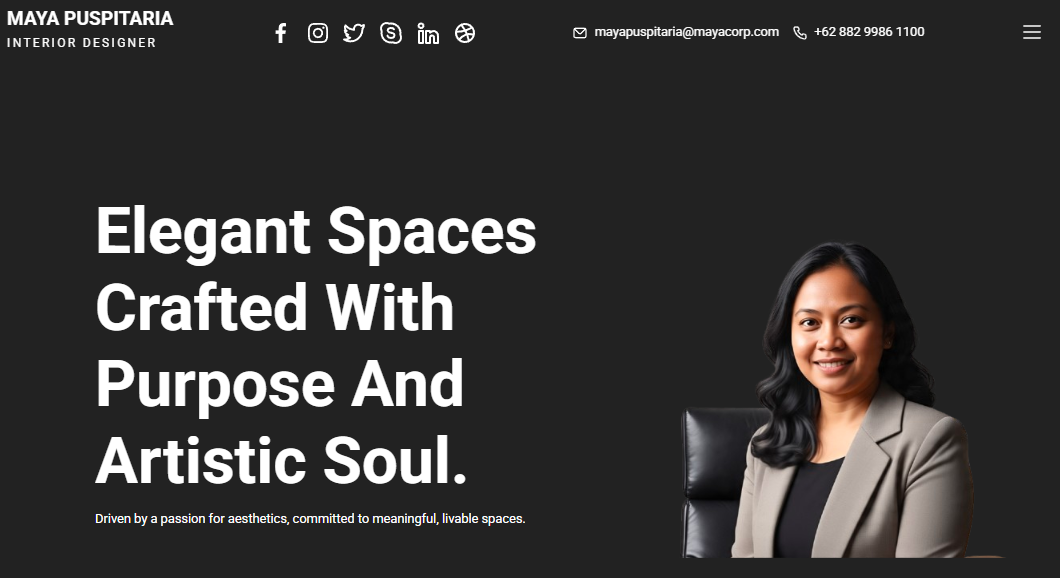 MAYA PUSPITARIA
INTERIOR DESIGNER
mayapuspitaria@mayacorp.com
+62 882 9986 1100
Elegant Spaces
Crafted With
Purpose And
Artistic Soul.
Driven by a passion for aesthetics, committed to meaningful, livable spaces.